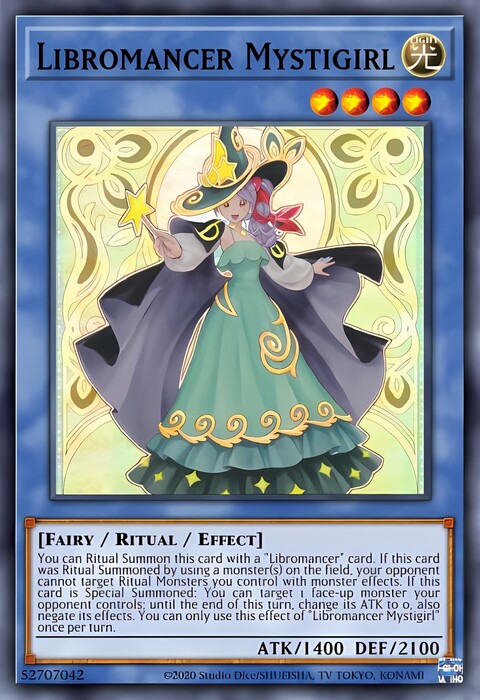 LIBROMANCER MYSTIGIRL
LIGHT
光
[FAIRY / RITUAL / EFFECT]
You can Ritual Summon this card with a "Libromancer" card. If this card
was Ritual Summoned by using a monster(s) on the field, your opponent
cannot target Ritual Monsters you control with monster effects. If this
card is Special Summoned: You can target 1 face-up monster your
opponent controls; until the end of this turn, change its ATK to 0, also
negate its effects. You can only use this effect of "Libromancer Mystigirl"
once per turn.
ATK/1400 DEF/2100
52707042
©2020 Studio Dice/SHUEISHA, TV TOKYO, KONAMI